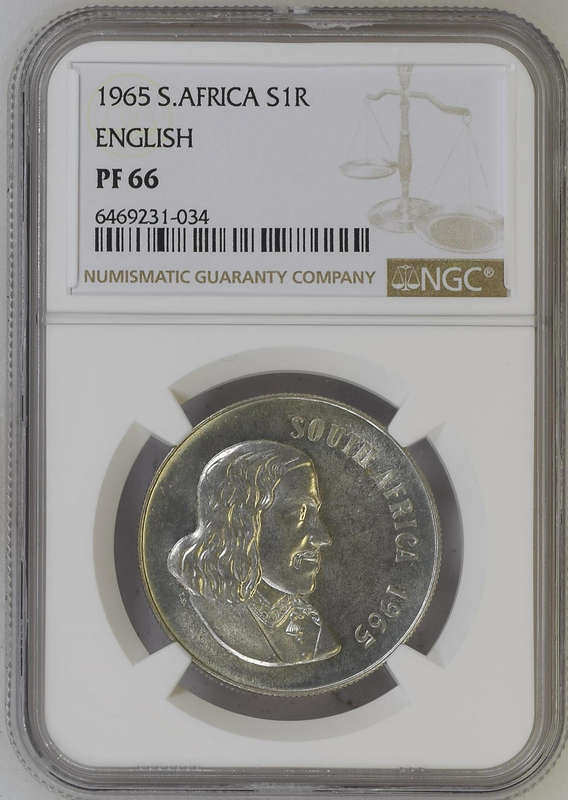 1965 S.AFRICA S1R
ENGLISH
PF 66
6469231-034
NUMISMATIC GUARANTY COMPANY
NGC®
SOUTH AFRICA 1965